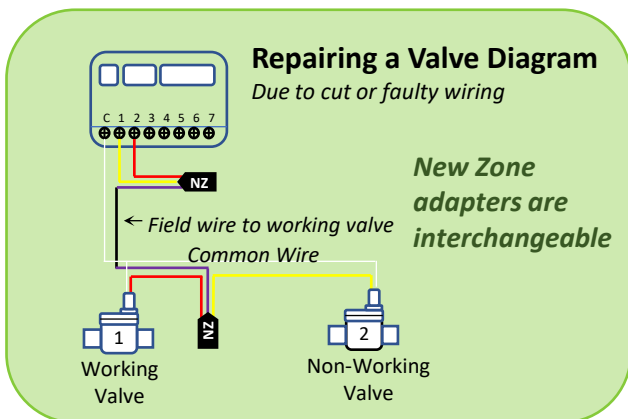 Repairing a Valve Diagram
Due to cut or faulty wiring
C 1 2 3 4 5 6 7
NZ
New Zone
adapters are
intercheangeable
← Field wire to working valve
Common Wire
NZ
1
2
Working
Valve
Non-Working
Valve